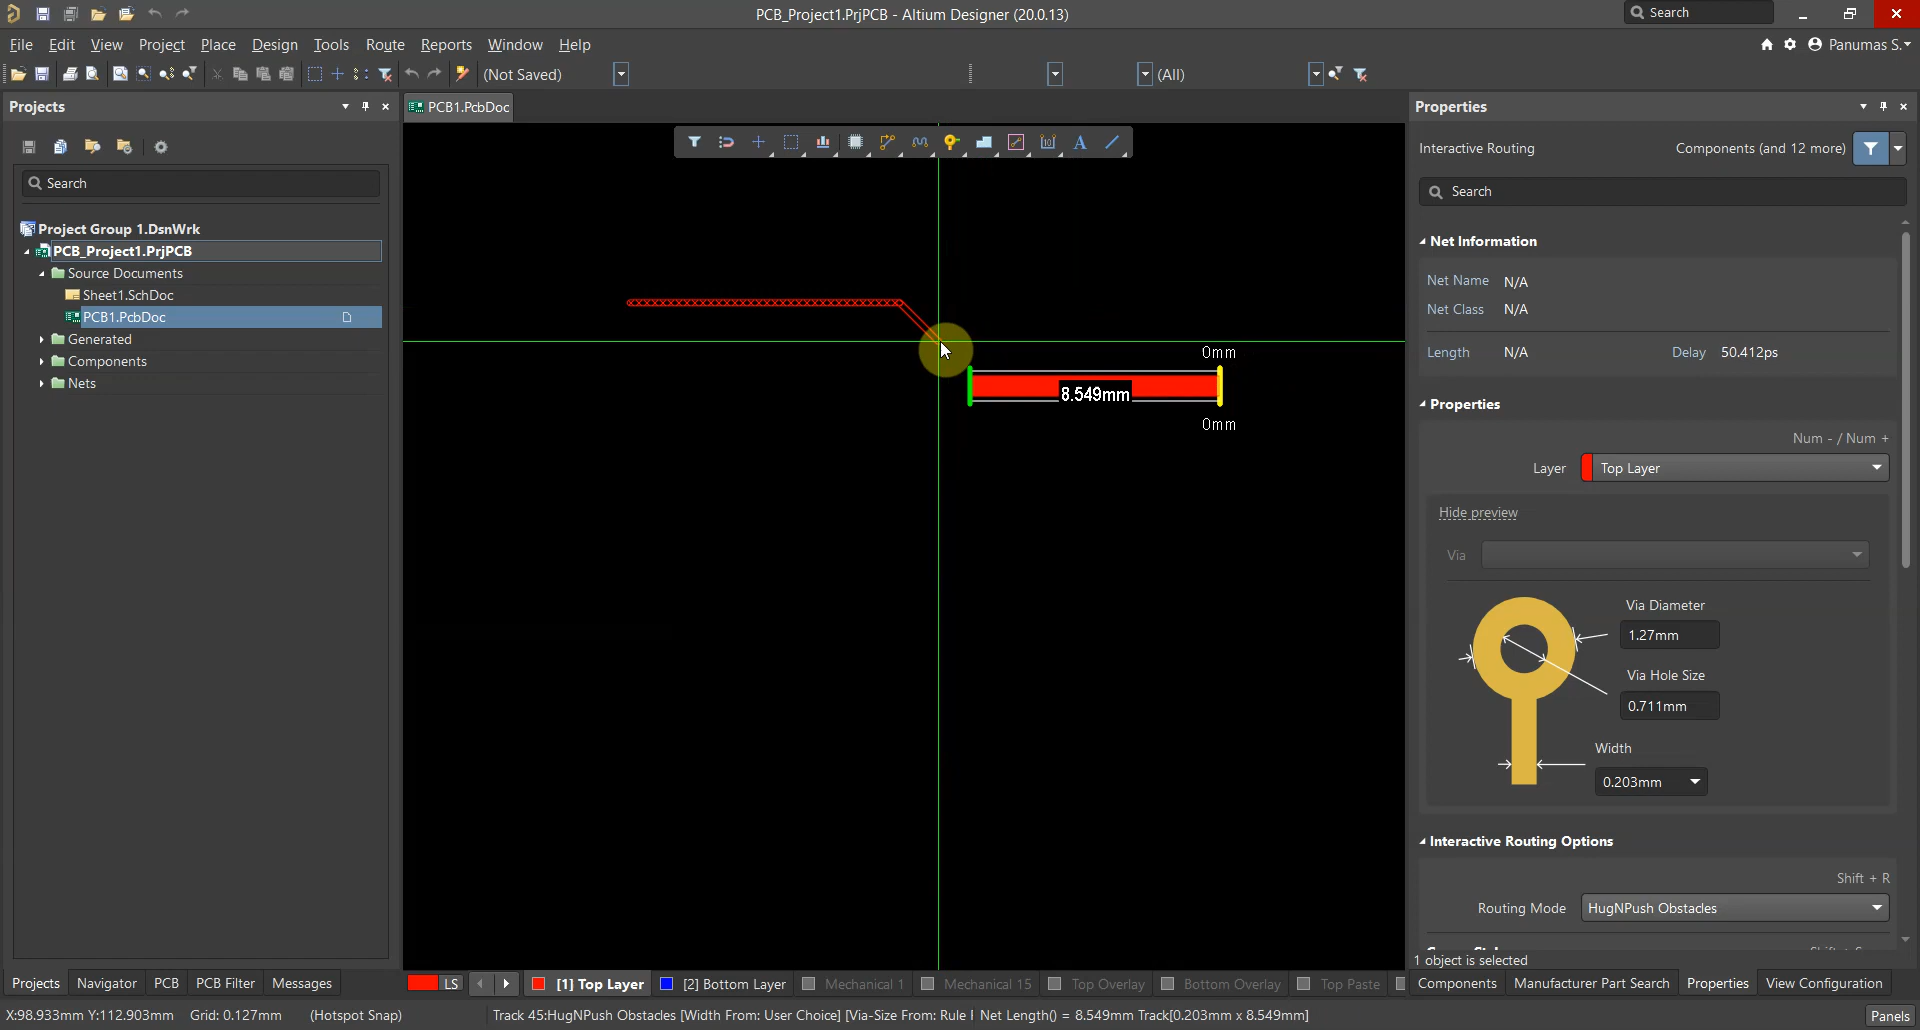 PCB_Project1.PrjPCB - Altium Designer (20.0.13)
Search
File Edit View Project Place Design Tools Route Reports Window Help
Panumas S.
(Not Saved)
(All)
Projects
PCB1.PcbDoc
Properties
Interactive Routing
Components (and 12 more)
Search
Search
Project Group 1.DsnWrk
PCB_Project1.PrjPCB
Source Documents
Sheet1.SchDoc
PCB1.PcbDoc
Generated
Components
Nets
0mm
8.549mm
0mm
Net Information
Net Name N/A
Net Class N/A
Length N/A Delay 50.412ps
Properties
Num - / Num +
Layer Top Layer
Hide preview
Via
Via Diameter
1.27mm
Via Hole Size
0.711mm
Width
0.203mm
Interactive Routing Options
Shift + R
Routing Mode HugNPush Obstacles
1 object is selected
Projects Navigator PCB PCB Filter Messages
LS [1] Top Layer [2] Bottom Layer Mechanical 1 Mechanical 15 Top Overlay Bottom Overlay Top Paste
Components Manufacturer Part Search Properties View Configuration
X:98.933mm Y:112.903mm Grid: 0.127mm (Hotspot Snap)
Track 45:HugNPush Obstacles [Width From: User Choice] [Via-Size From: Rule
Net Length() = 8.549mm Track[0.203mm x 8.549mm]
Panels